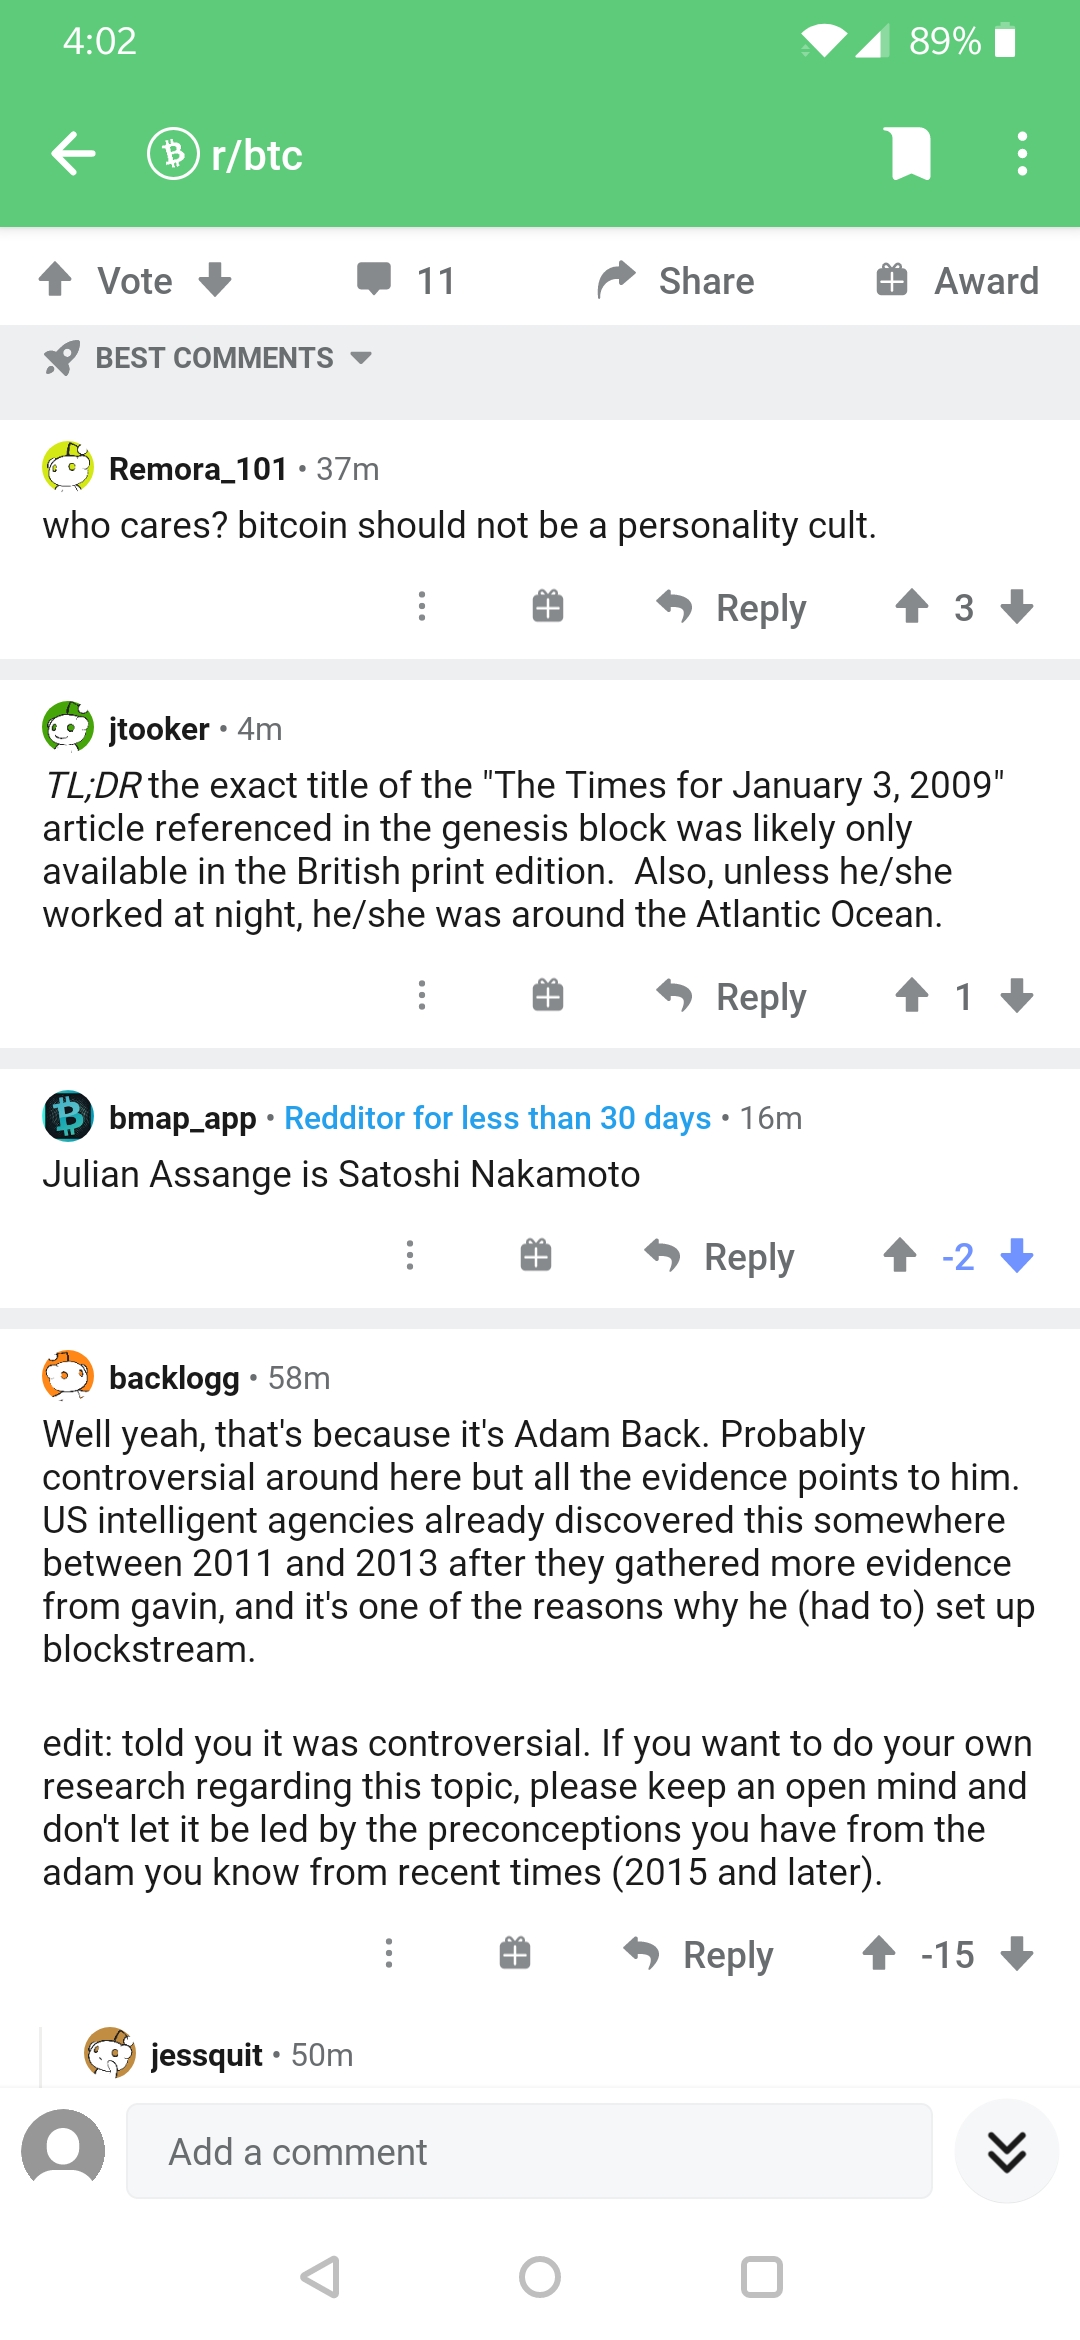 4:02 89%
r/btc
Vote 11 Share Award
BEST COMMENTS
Remora_101 • 37m
who cares? bitcoin should not be a personality cult.
Reply 3
jtooker • 4m
TL;DR the exact title of the "The Times for January 3, 2009"
article referenced in the genesis block was likely only
available in the British print edition.  Also, unless he/she
worked at night, he/she was around the Atlantic Ocean.
Reply 1
bmap_app • Redditor for less than 30 days • 16m
Julian Assange is Satoshi Nakamoto
Reply -2
backlogg • 58m
Well yeah, that's because it's Adam Back. Probably
controversial around here but all the evidence points to him.
US intelligent agencies already discovered this somewhere
between 2011 and 2013 after they gathered more evidence
from gavin, and it's one of the reasons why he (had to) set up
blockstream.
edit: told you it was controversial. If you want to do your own
research regarding this topic, please keep an open mind and
don't let it be led by the preconceptions you have from the
adam you know from recent times (2015 and later).
Reply -15
jessquit • 50m
Add a comment